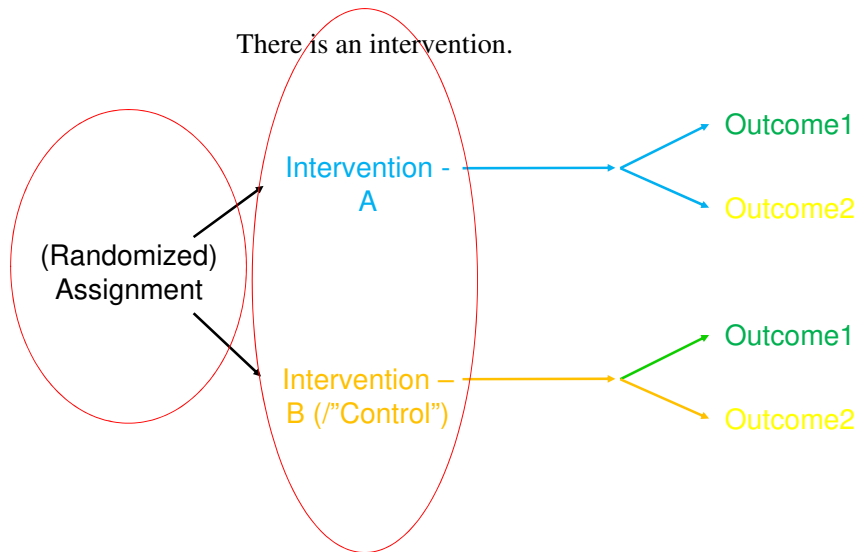 There is an intervention.
Outcome1
Intervention -
A
Outcome2
(Randomized)
Assignment
Outcome1
Intervention –
B (/”Control”)
Outcome2